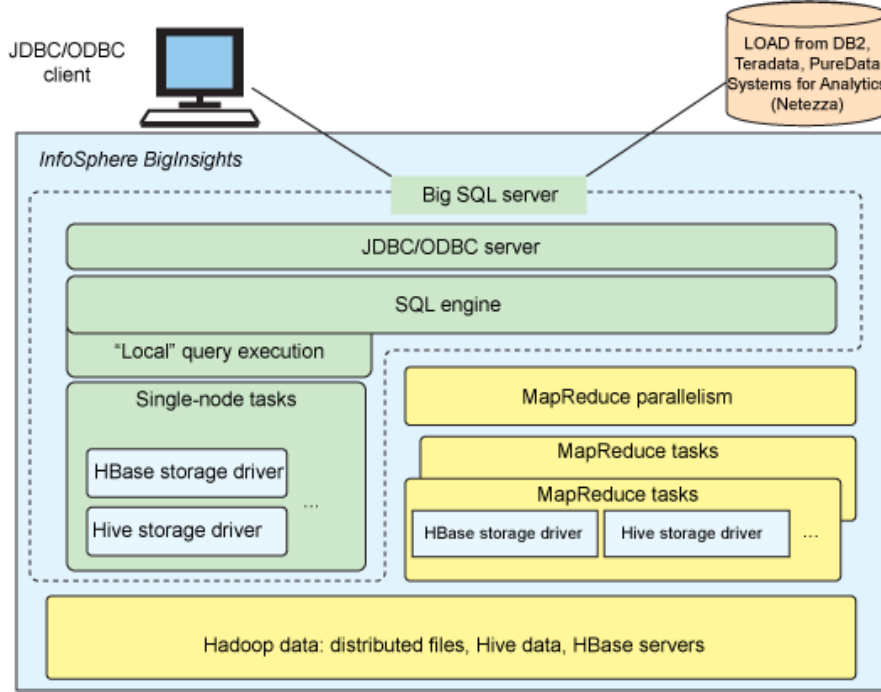 JDBC/ODBC
client
LOAD from DB2,
Teradata, PureData
Systems for Analytics
(Netezza)
InfoSphere BigInsights
Big SQL server
JDBC/ODBC server
SQL engine
“Local” query execution
Single-node tasks
HBase storage driver
Hive storage driver
...
MapReduce parallelism
MapReduce tasks
MapReduce tasks
HBase storage driver
Hive storage driver
...
Hadoop data: distributed files, Hive data, HBase servers